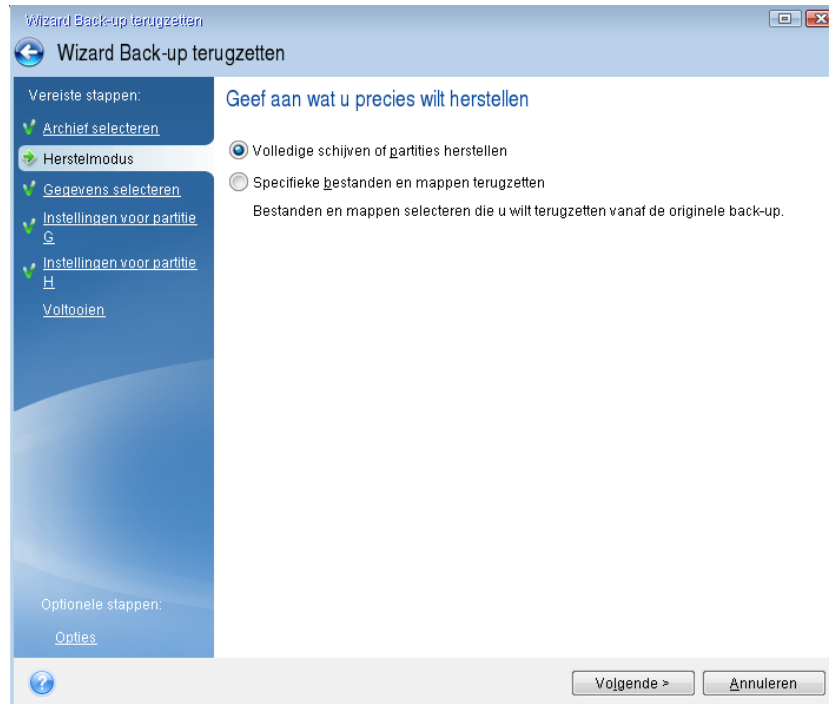 Wizard Back-up terugzetten
Wizard Back-up terugzetten
Vereiste stappen:
Archief selecteren
Herstelmodus
Gegevens selecteren
Instellingen voor partitie
G
Instellingen voor partitie
H
Voltooien
Optionele stappen:
Opties
Geef aan wat u precies wilt herstellen
Volledige schijven of partities herstellen
Specifieke bestanden en mappen terugzetten
Bestanden en mappen selecteren die u wilt terugzetten vanaf de originele back-up.
?
Volgende >
Annuleren